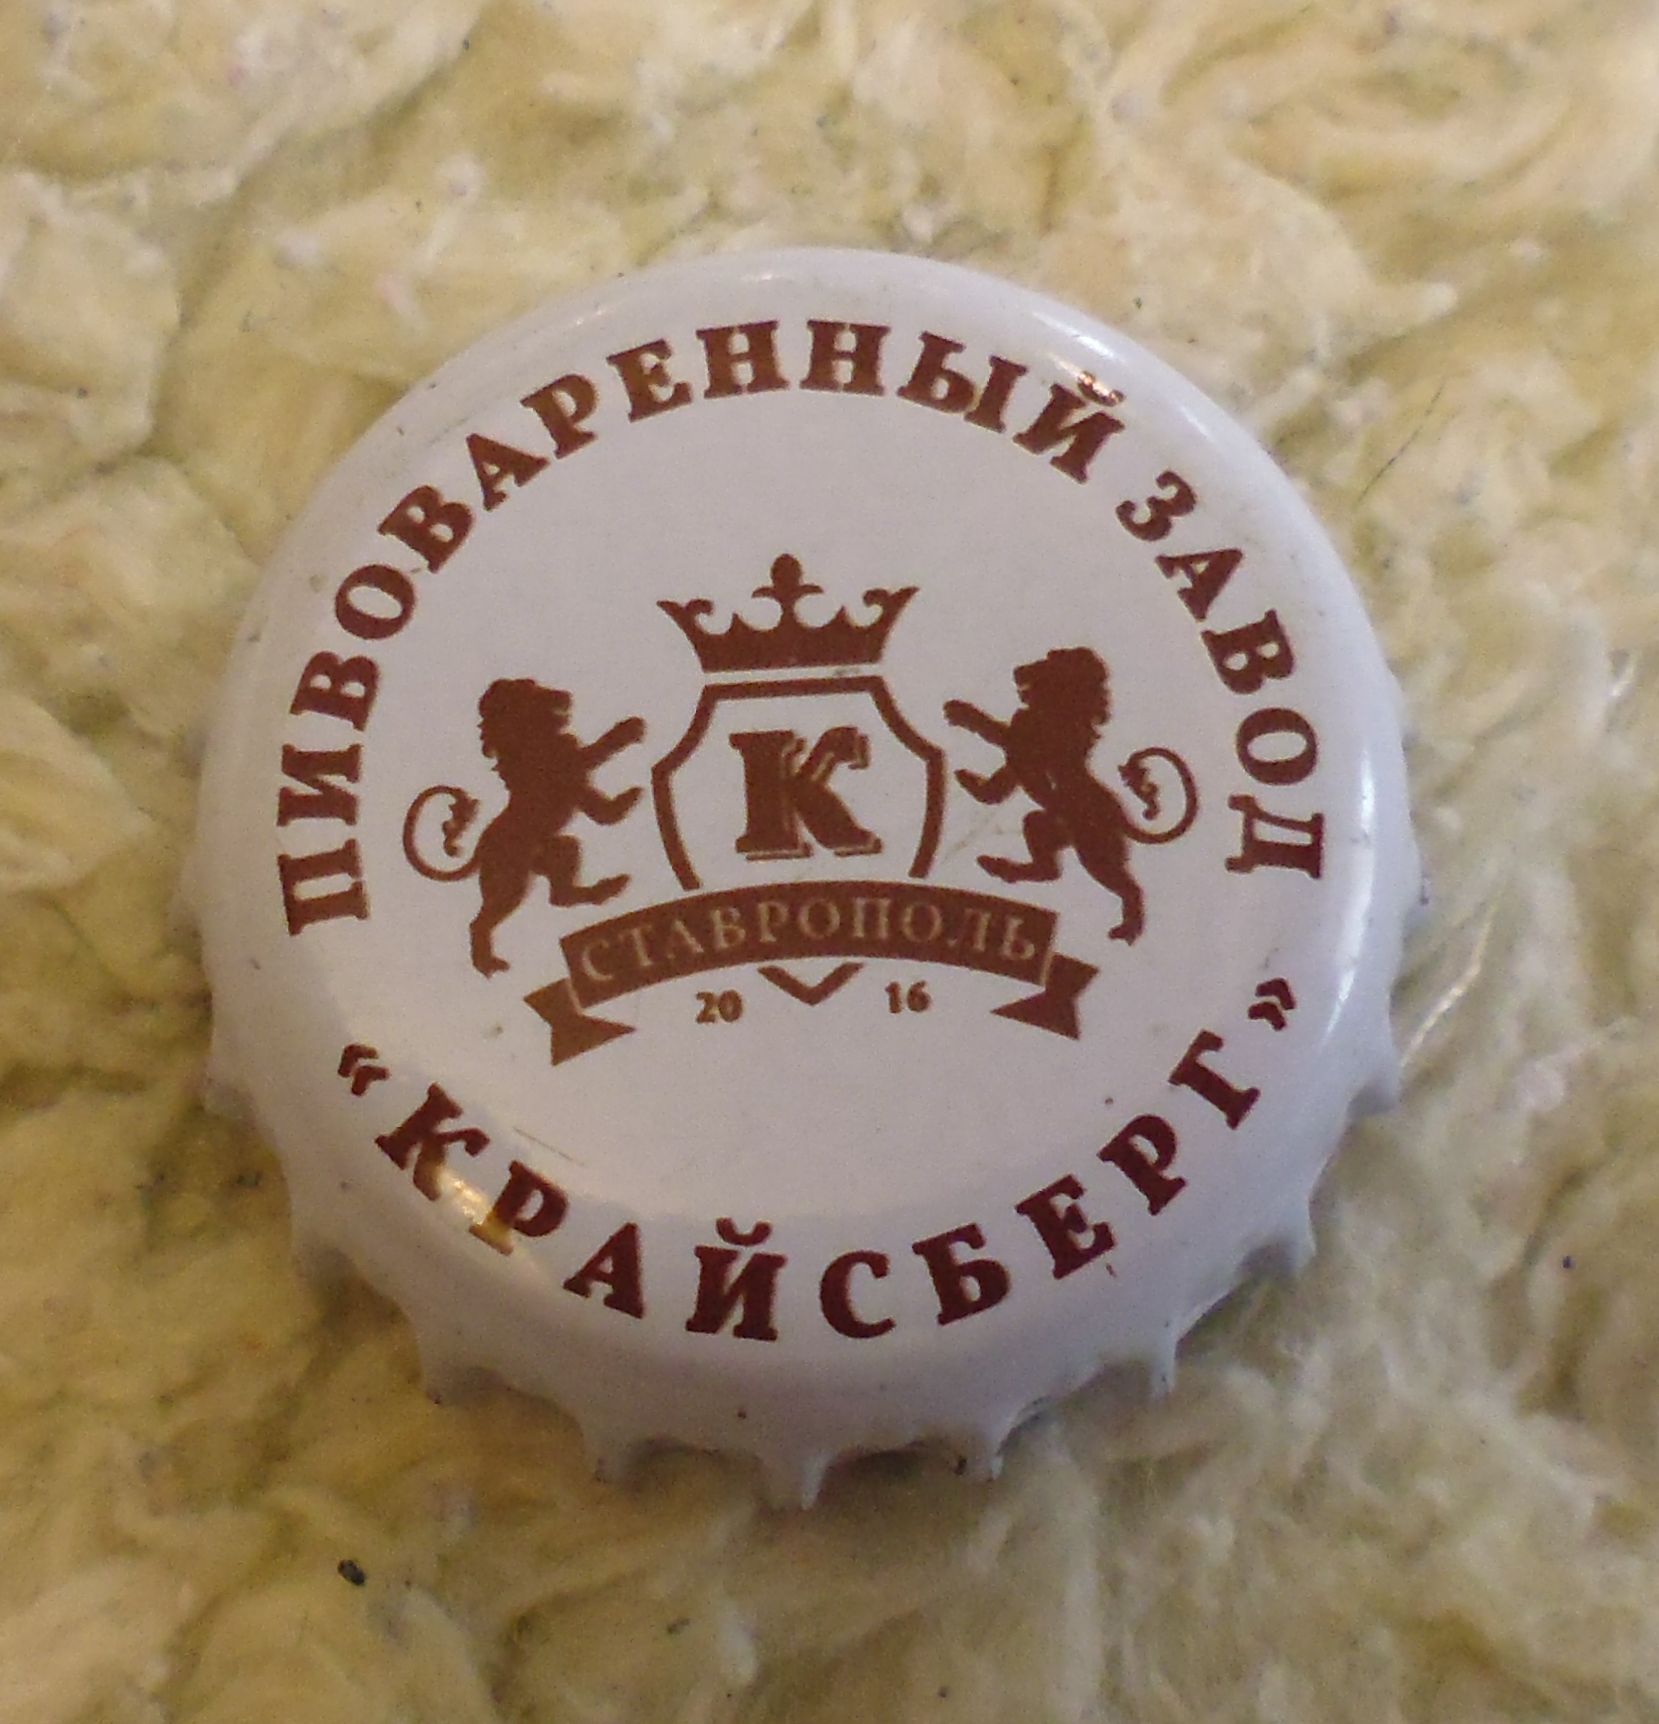 ПИВОВАРЕННЫЙ ЗАВОД
К
СТАВРОПОЛЬ
20 16
«КРАЙСБЕРГ»